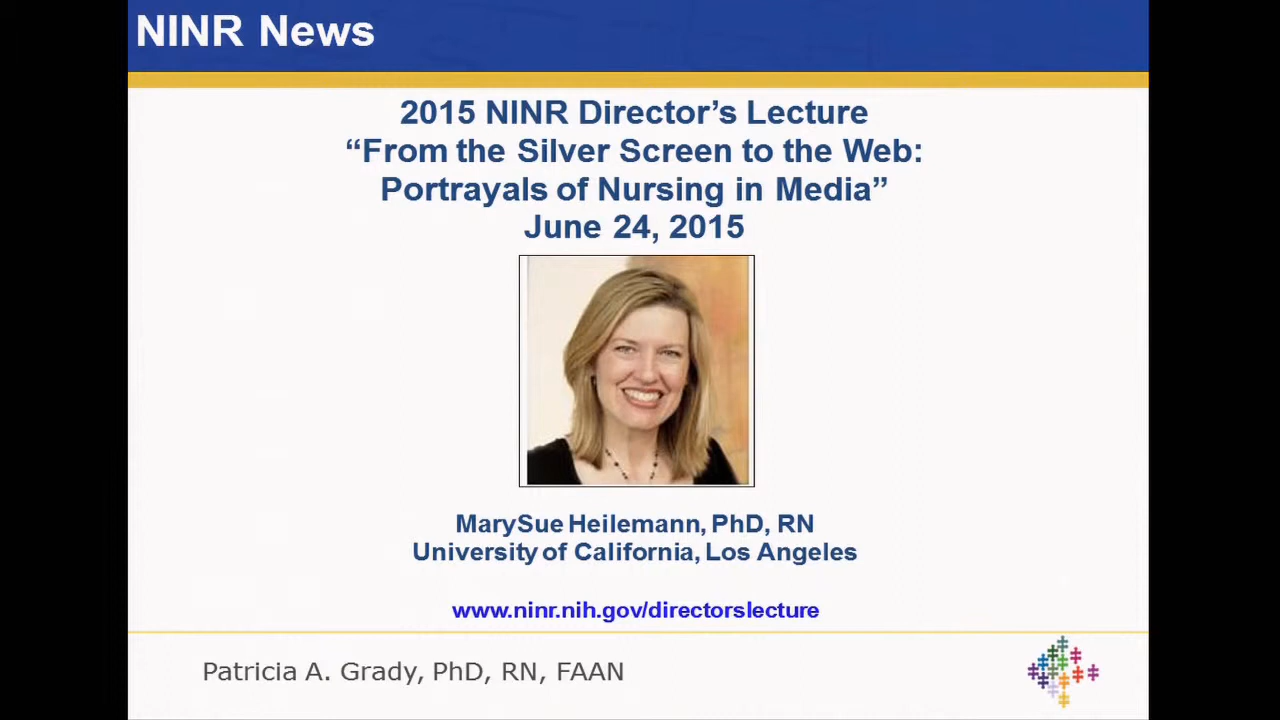 NINR News
2015 NINR Director’s Lecture
“From the Silver Screen to the Web:
Portrayals of Nursing in Media”
June 24, 2015
MarySue Heilemann, PhD, RN
University of California, Los Angeles
www.ninr.nih.gov/directorslecture
Patricia A. Grady, PhD, RN, FAAN